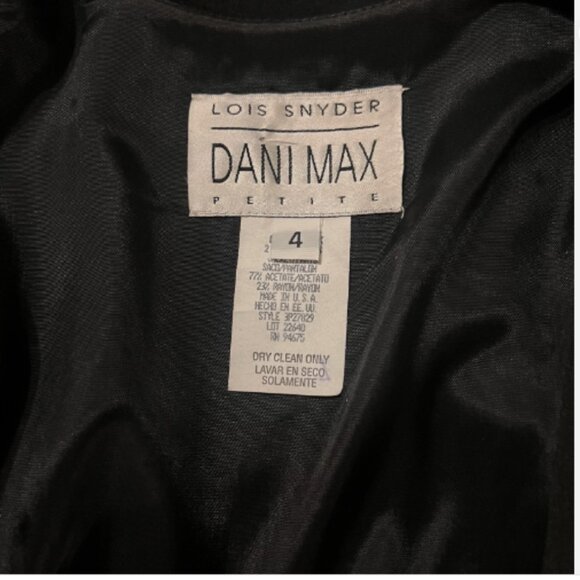 LOIS SNYDER
DANI MAX
PETITE
4
SACO/PANTALON
77% ACETATE/ACETATO
23% RAYON/RAYON
MADE IN U.S.A.
HECHO EN EE.UU.
STYLE 3P27829
LOT 22640
RN 94675
DRY CLEAN ONLY
LAVAR EN SECO
SOLAMENTE